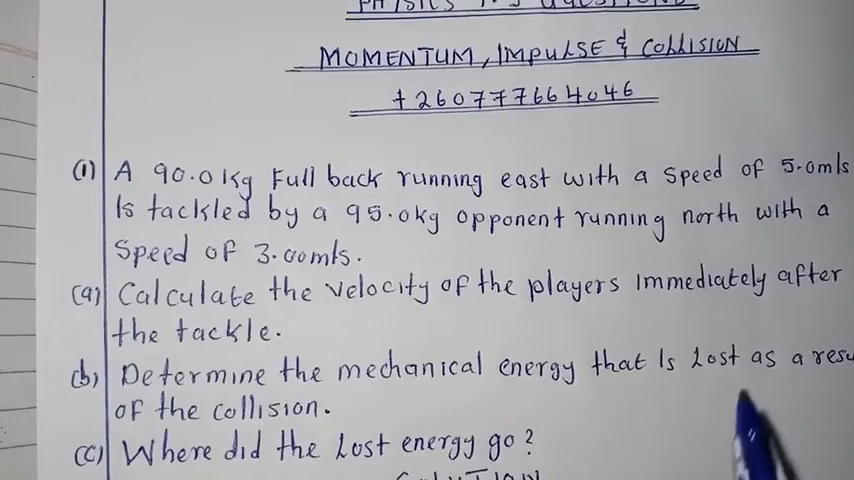 MOMENTUM, IMPULSE & COLLISION
+260777664046
(1) A 90.0kg Full back running east with a speed of 5.0m/s
Is tackled by a 95.0kg opponent running north with a
speed of 3.00m/s.
(a) Calculate the velocity of the players immediately after
the tackle.
(b) Determine the mechanical energy that Is Lost as a resu
of the collision.
(c) Where did the Lost energy go?
SOLUTION